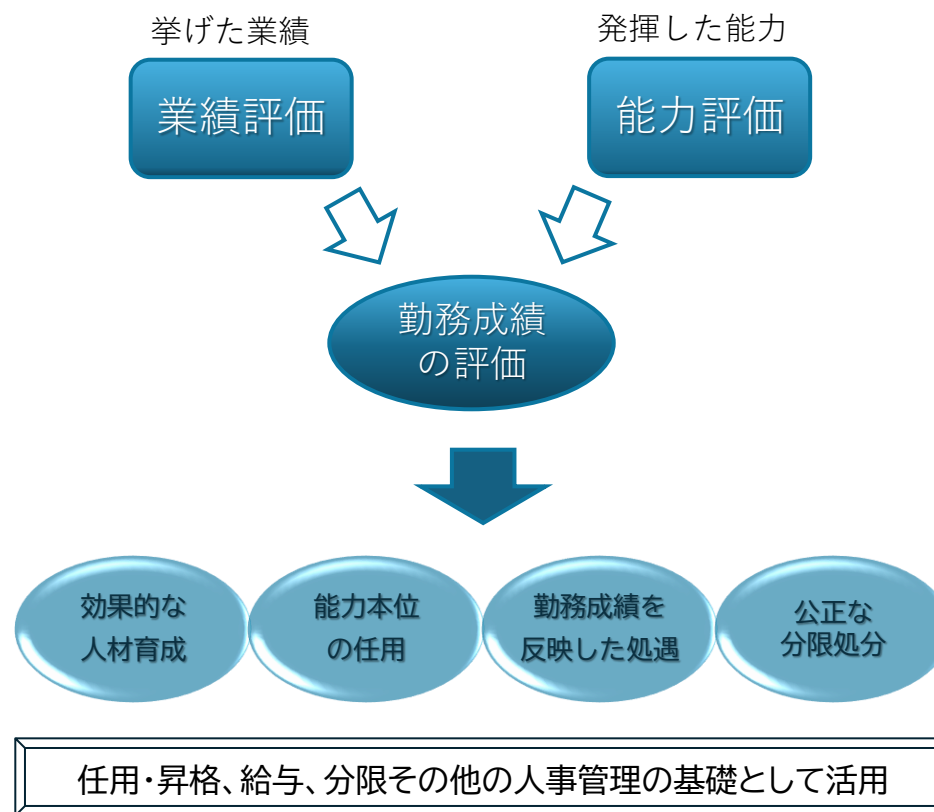 挙げた業績
発揮した能力
業績評価
能力評価
勤務成績
の評価
効果的な
人材育成
能力本位
の任用
勤務成績を
反映した処遇
公正な
分限処分
任用・昇格、給与、分限その他の人事管理の基礎として活用